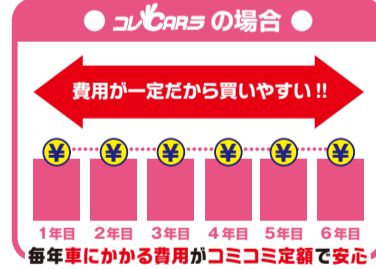 ● コレCARラ の場合 ●
費用が一定だから買いやすい!!
¥ ¥ ¥ ¥ ¥ ¥
1年目 2年目 3年目 4年目 5年目 6年目
毎年車にかかる費用がコミコミ定額で安心